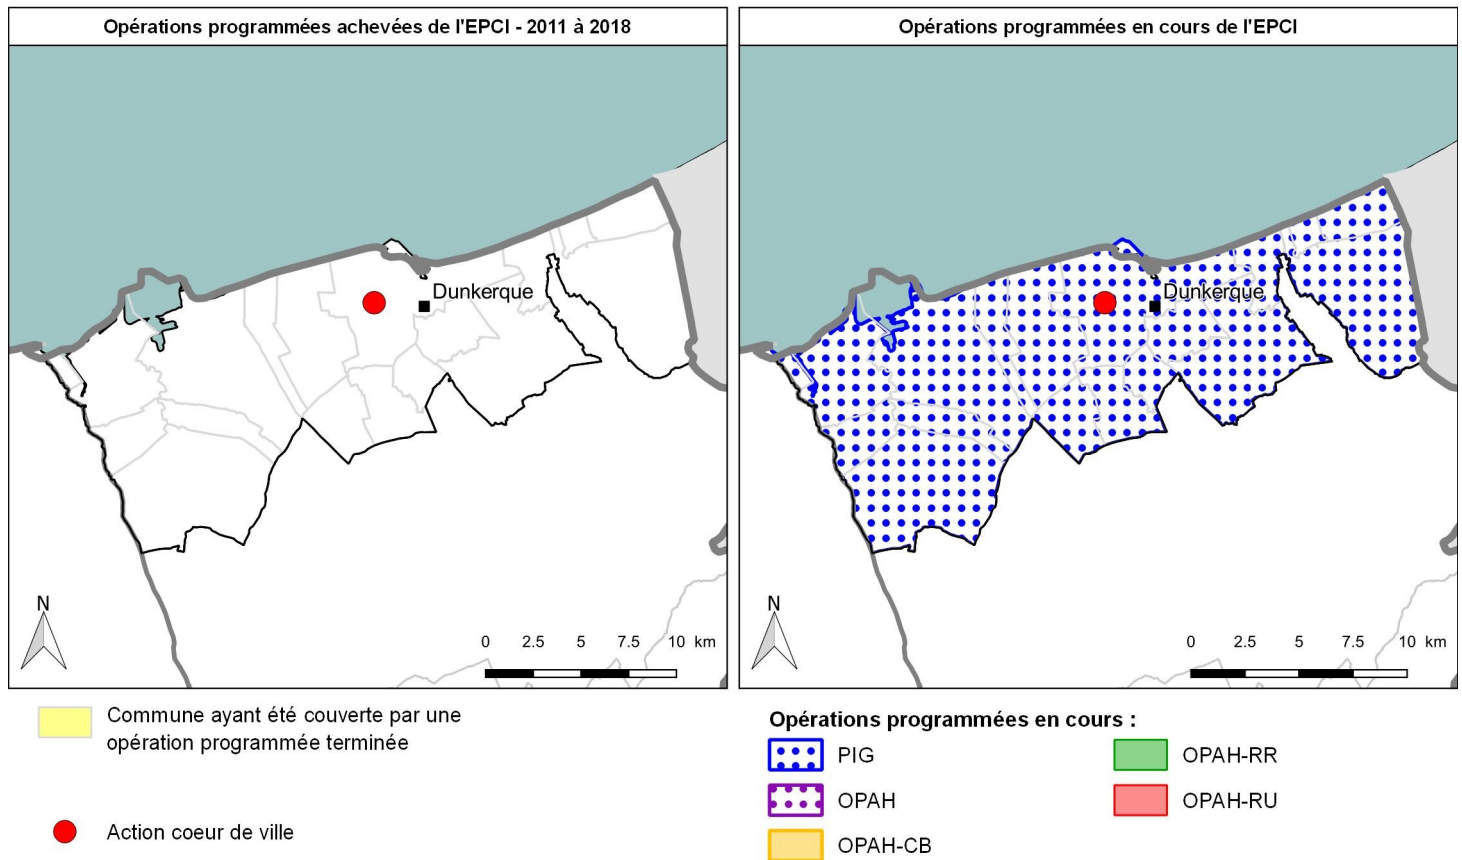 Opérations programmées achevées de l'EPCI - 2011 à 2018
Dunkerque
N
0 2.5 5 7.5 10 km
Commune ayant été couverte par une
opération programmée terminée
Action coeur de ville
Opérations programmées en cours de l'EPCI
Dunkerque
N
0 2.5 5 7.5 10 km
Opérations programmées en cours :
PIG
OPAH
OPAH-CB
OPAH-RR
OPAH-RU